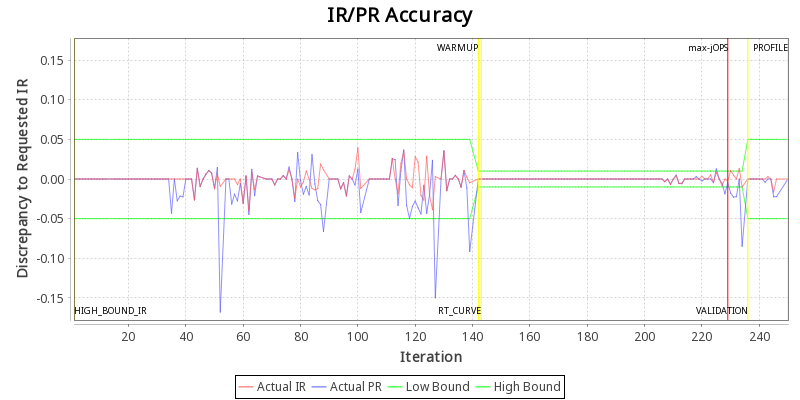 IR/PR Accuracy
Discrepancy to Requested IR
0.15
0.10
0.05
0.00
-0.05
-0.10
-0.15
WARMUP
max-jOPS
PROFILE
HIGH_BOUND_IR
RT_CURVE
VALIDATION
20 40 60 80 100 120 140 160 180 200 220 240
Iteration
Actual IR Actual PR Low Bound High Bound